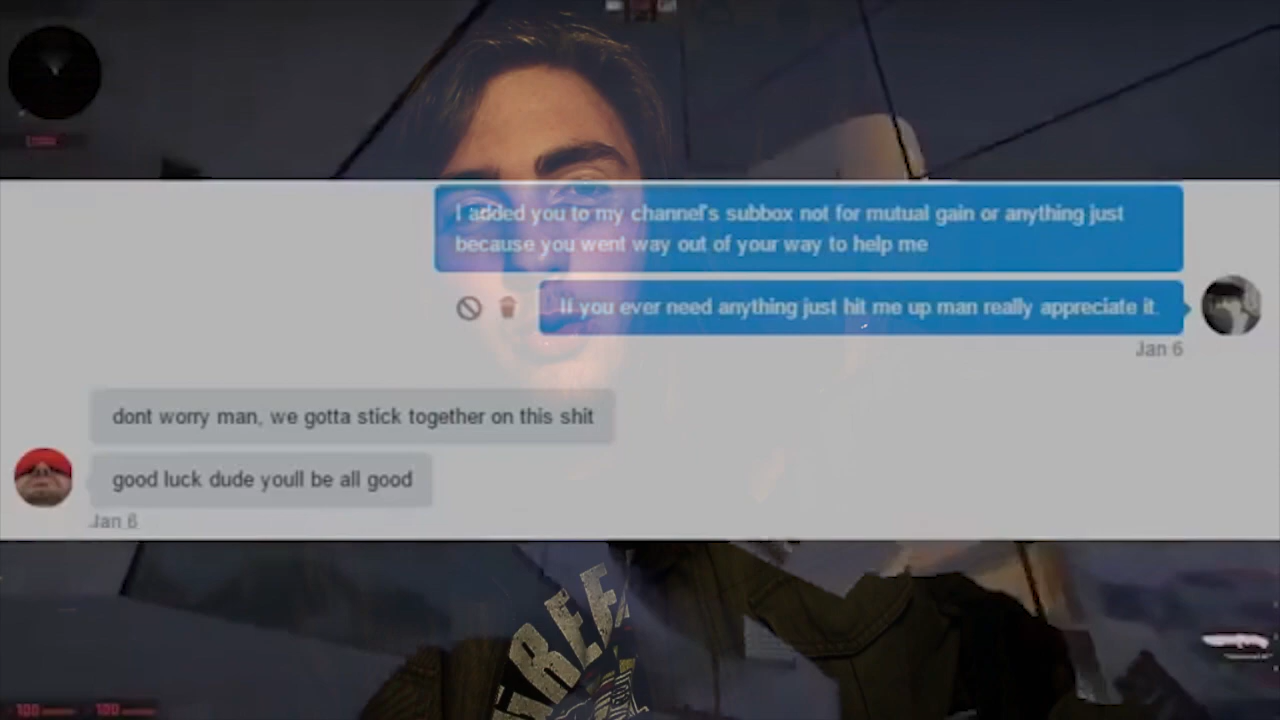 I added you to my channel's subbox not for mutual gain or anything just
because you went way out of your way to help me
If you ever need anything just hit me up man really appreciate it.
Jan 6
dont worry man, we gotta stick together on this shit
good luck dude youll be all good
Jan 6
100 100